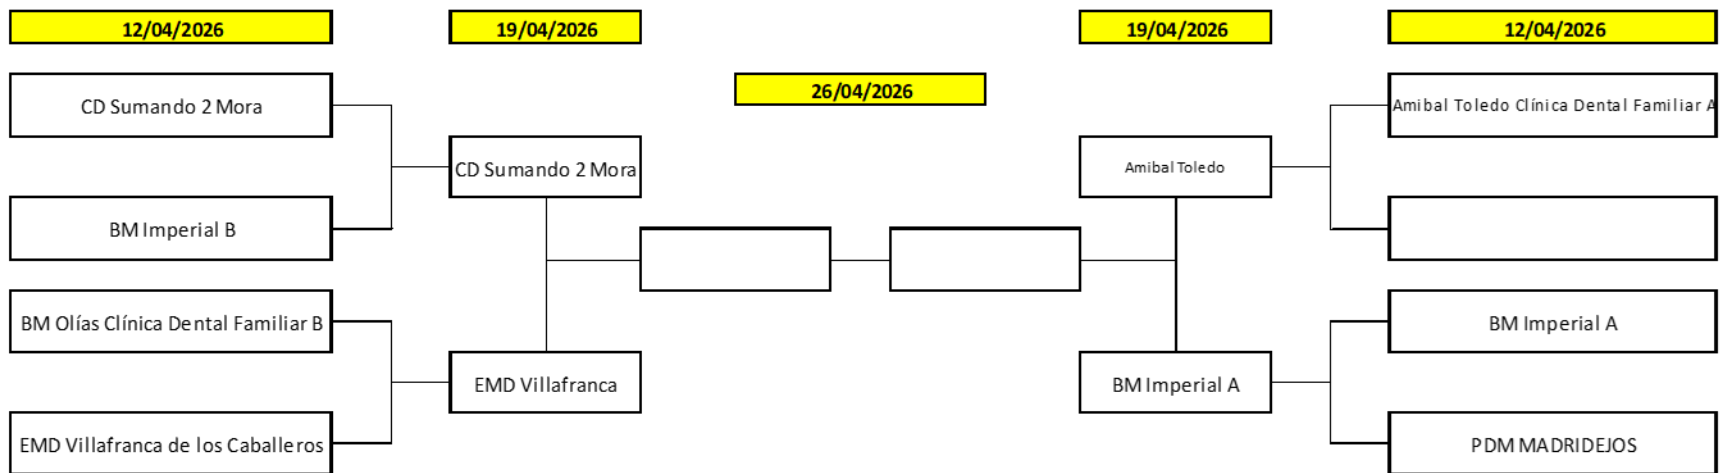 12/04/2026
19/04/2026
19/04/2026
12/04/2026
26/04/2026
CD Sumando 2 Mora
Amibal Toledo Clínica Dental Familiar A
CD Sumando 2 Mora
Amibal Toledo
BM Imperial B
BM Olías Clínica Dental Familiar B
BM Imperial A
EMD Villafranca
BM Imperial A
EMD Villafranca de los Caballeros
PDM MADRIDEJOS